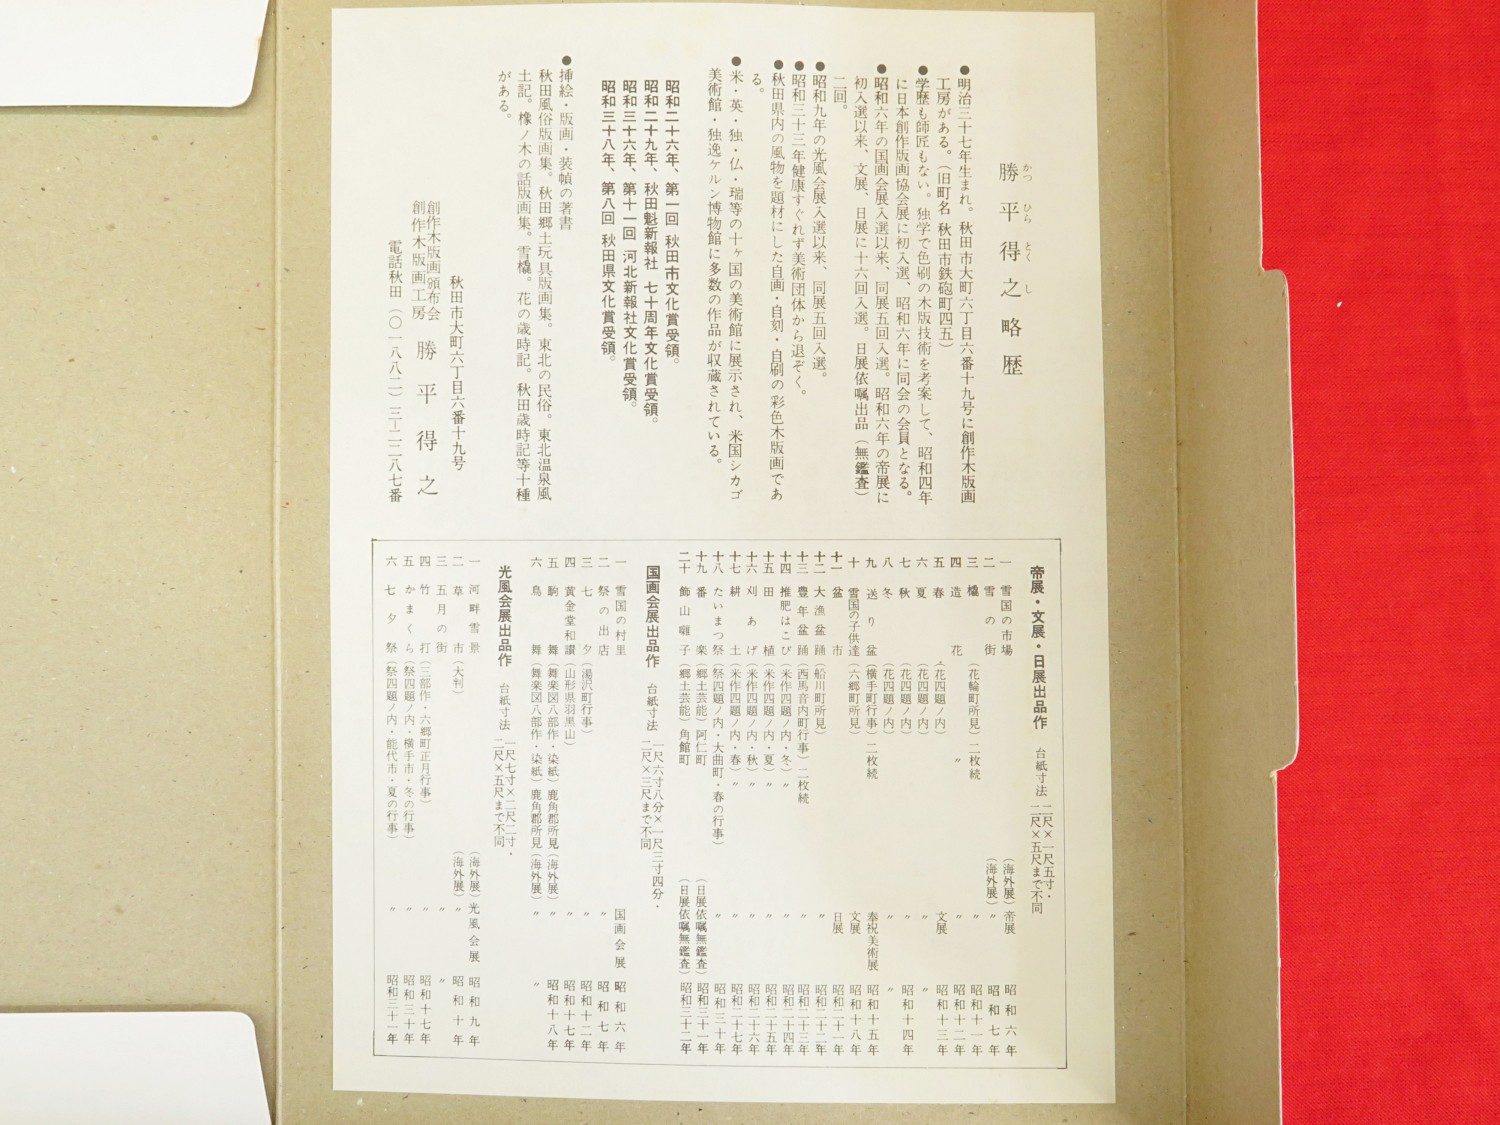 勝平得之略歴
かつひらとくし
●明治三十七年生まれ。秋田市大町六丁目六番十九号に創作木版画
工房がある。（旧町名 秋田市鉄砲町四五）
●学歴も師匠もない。独学で色刷の木版技術を考案して、昭和四年
に日本創作版画協会展に初入選、昭和六年に同会の会員となる。
●昭和六年の国画会展入選以来、同展五回入選。昭和六年の帝展に
初入選以来、文展、日展に十六回入選。日展依嘱出品（無鑑査）
二回。
●昭和九年の光風会展入選以来、同展五回入選。
●昭和三十三年健康すぐれず美術団体から退ぞく。
●秋田県内の風物を題材にした自画・自刻・自刷の彩色木版画であ
る。
●米・英・独・仏・瑞等の十ヶ国の美術館に展示され、米国シカゴ
美術館・独逸ケルン博物館に多数の作品が収蔵されている。
昭和二十六年、第一回 秋田市文化賞受領。
昭和二十九年、秋田魁新報社 七十周年文化賞受領。
昭和三十六年、第十一回 河北新報社文化賞受領。
昭和三十八年、第八回 秋田県文化賞受領。
●挿絵・版画・装幀の著書
秋田風俗版画集。秋田郷土玩具版画集。東北の民俗。東北温泉風
土記。橡ノ木の話版画集。雪橇。花の歳時記。秋田歳時記等十種
がある。
秋田市大町六丁目六番十九号
創作木版画頒布会
創作木版画工房 勝平得之
電話秋田（〇一八八二）三―二二八七番
帝展・文展・日展出品作 台紙寸法 二尺×一尺五寸・二尺×五尺まで不同
一 雪国の市場 （海外展）帝展 昭和六年
二 雪の街 （海外展）〃 昭和七年
三 橇 （花輪町所見）二枚続 〃 昭和十一年
四 造花 〃 〃 昭和十二年
五 春 （花四題ノ内） 文展 昭和十三年
六 夏 （花四題ノ内） 〃 〃
七 秋 （花四題ノ内） 〃 昭和十四年
八 冬 （花四題ノ内） 〃 〃
九 送り盆（横手町行事）二枚続 奉祝美術展 昭和十五年
十 雪国の子供達（六郷町所見） 文展 昭和十八年
十一 盆市 日展 昭和二十一年
十二 大漁盆踊（船川町所見） 〃 昭和二十二年
十三 豊年盆踊（西馬音内町行事）二枚続 〃 昭和二十三年
十四 推肥はこび（米作四題ノ内・冬）〃 〃 昭和二十四年
十五 田植（米作四題ノ内・夏）〃 〃 昭和二十五年
十六 刈あげ（米作四題ノ内・秋）〃 〃 昭和二十六年
十七 耕土（米作四題ノ内・春）〃 〃 昭和二十七年
十八 たいまつ祭（祭四題ノ内・大曲町・春の行事） 〃 昭和三十年
十九 番楽（郷土芸能）阿仁町 （日展依嘱無鑑査）昭和三十一年
二十 飾山囃子（郷土芸能）角館町 （日展依嘱無鑑査）昭和三十二年
国画会展出品作 台紙寸法 一尺六寸八分×一尺三寸四分・二尺×三尺まで不同
一 雪国の村里 国画会展 昭和六年
二 祭の出店 〃 昭和七年
三 七夕（湯沢町行事） 〃 昭和十二年
四 黄金堂和讃（山形県羽黒山） 〃 昭和十七年
五 駒舞（舞楽図八部作・染紙）鹿角郡所見（海外展）〃 昭和十八年
六 鳥舞（舞楽図八部作・染紙）鹿角郡所見（海外展）〃 〃
光風会展出品作 台紙寸法 一尺七寸×二尺二寸・二尺×五尺まで不同
一 河畔雪景 （海外展）光風会展 昭和九年
二 草市（大判） （海外展）〃 昭和十年
三 五月の街 〃 〃
四 竹打（三部作・六郷町正月行事） 〃 昭和十七年
五 かまくら（祭四題ノ内・横手市・冬の行事） 〃 昭和三十年
六 七夕祭（祭四題ノ内・能代市・夏の行事） 〃 昭和三十一年